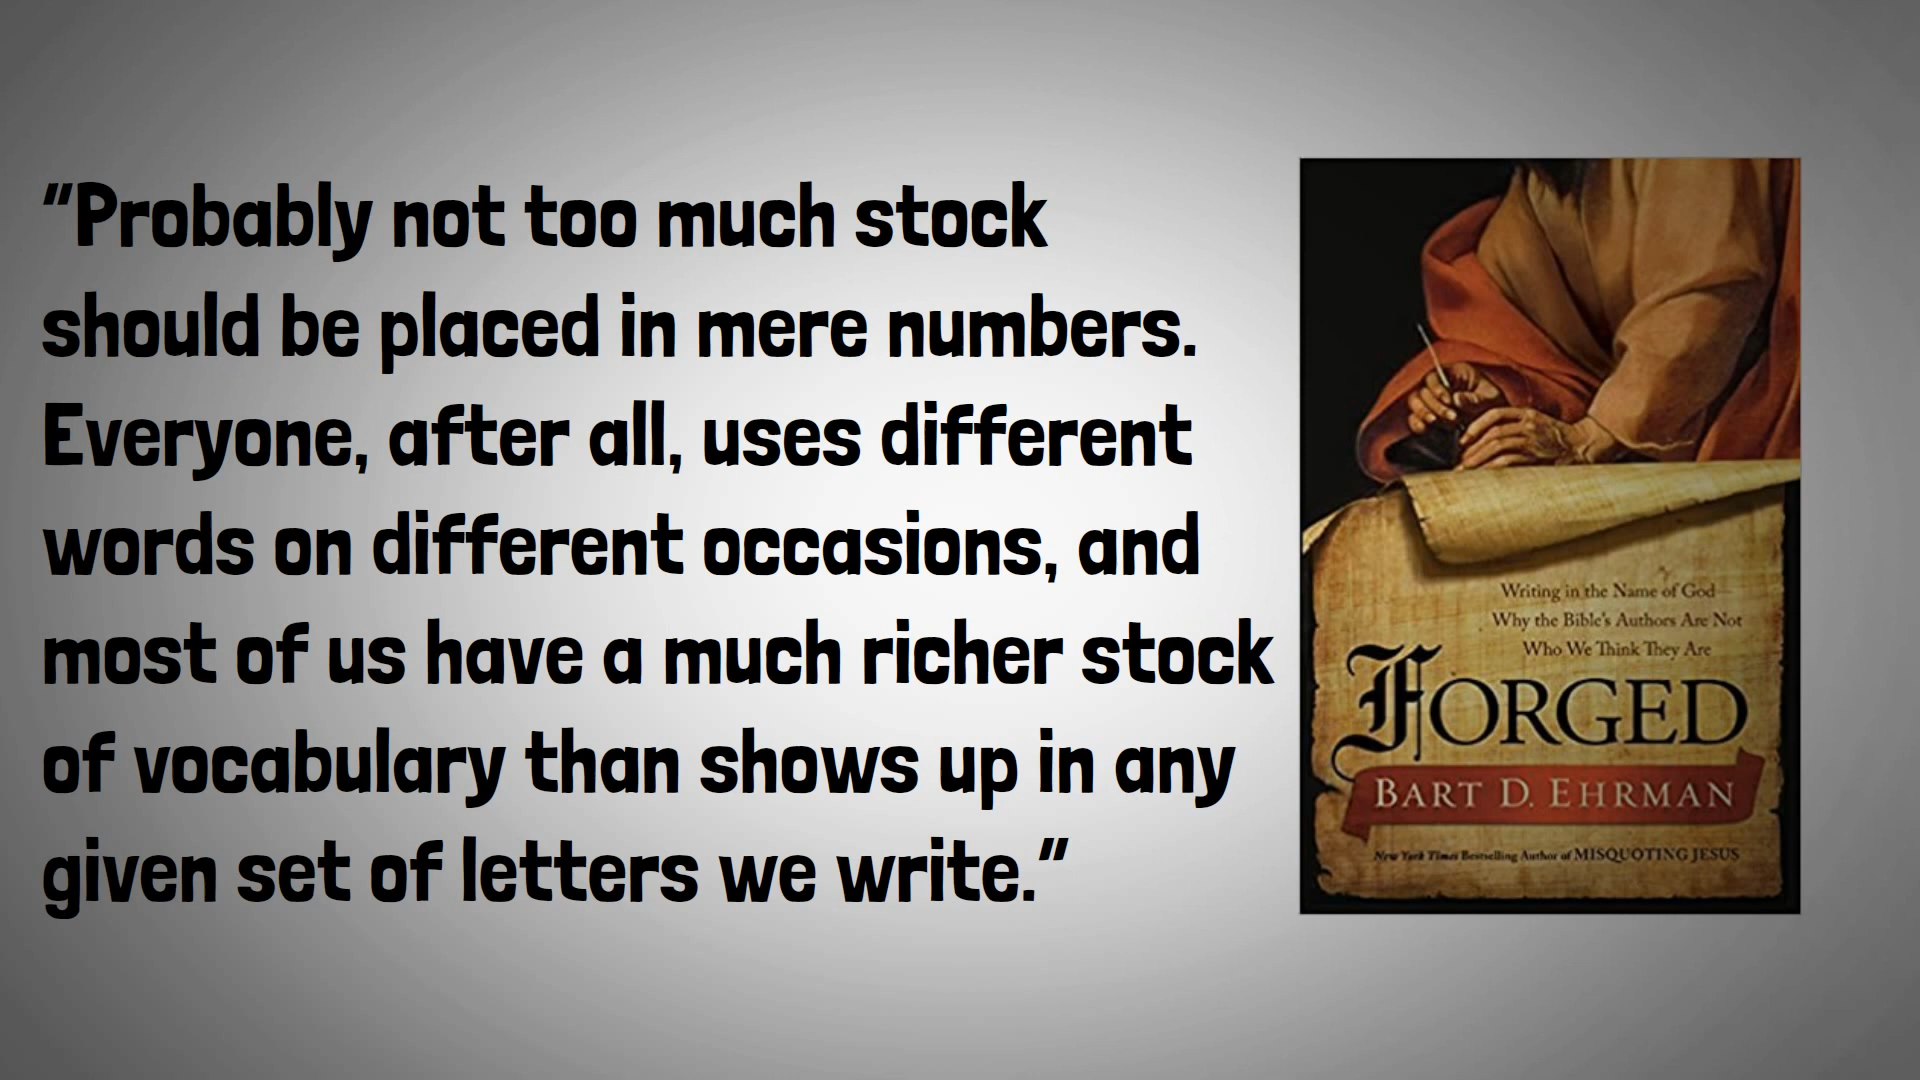 "Probably not too much stock
should be placed in mere numbers.
Everyone, after all, uses different
words on different occasions, and
most of us have a much richer stock
of vocabulary than shows up in any
given set of letters we write."
Writing in the Name of God—
Why the Bible's Authors Are Not
Who We Think They Are
FORGED
BART D. EHRMAN
New York Times Bestselling Author of MISQUOTING JESUS